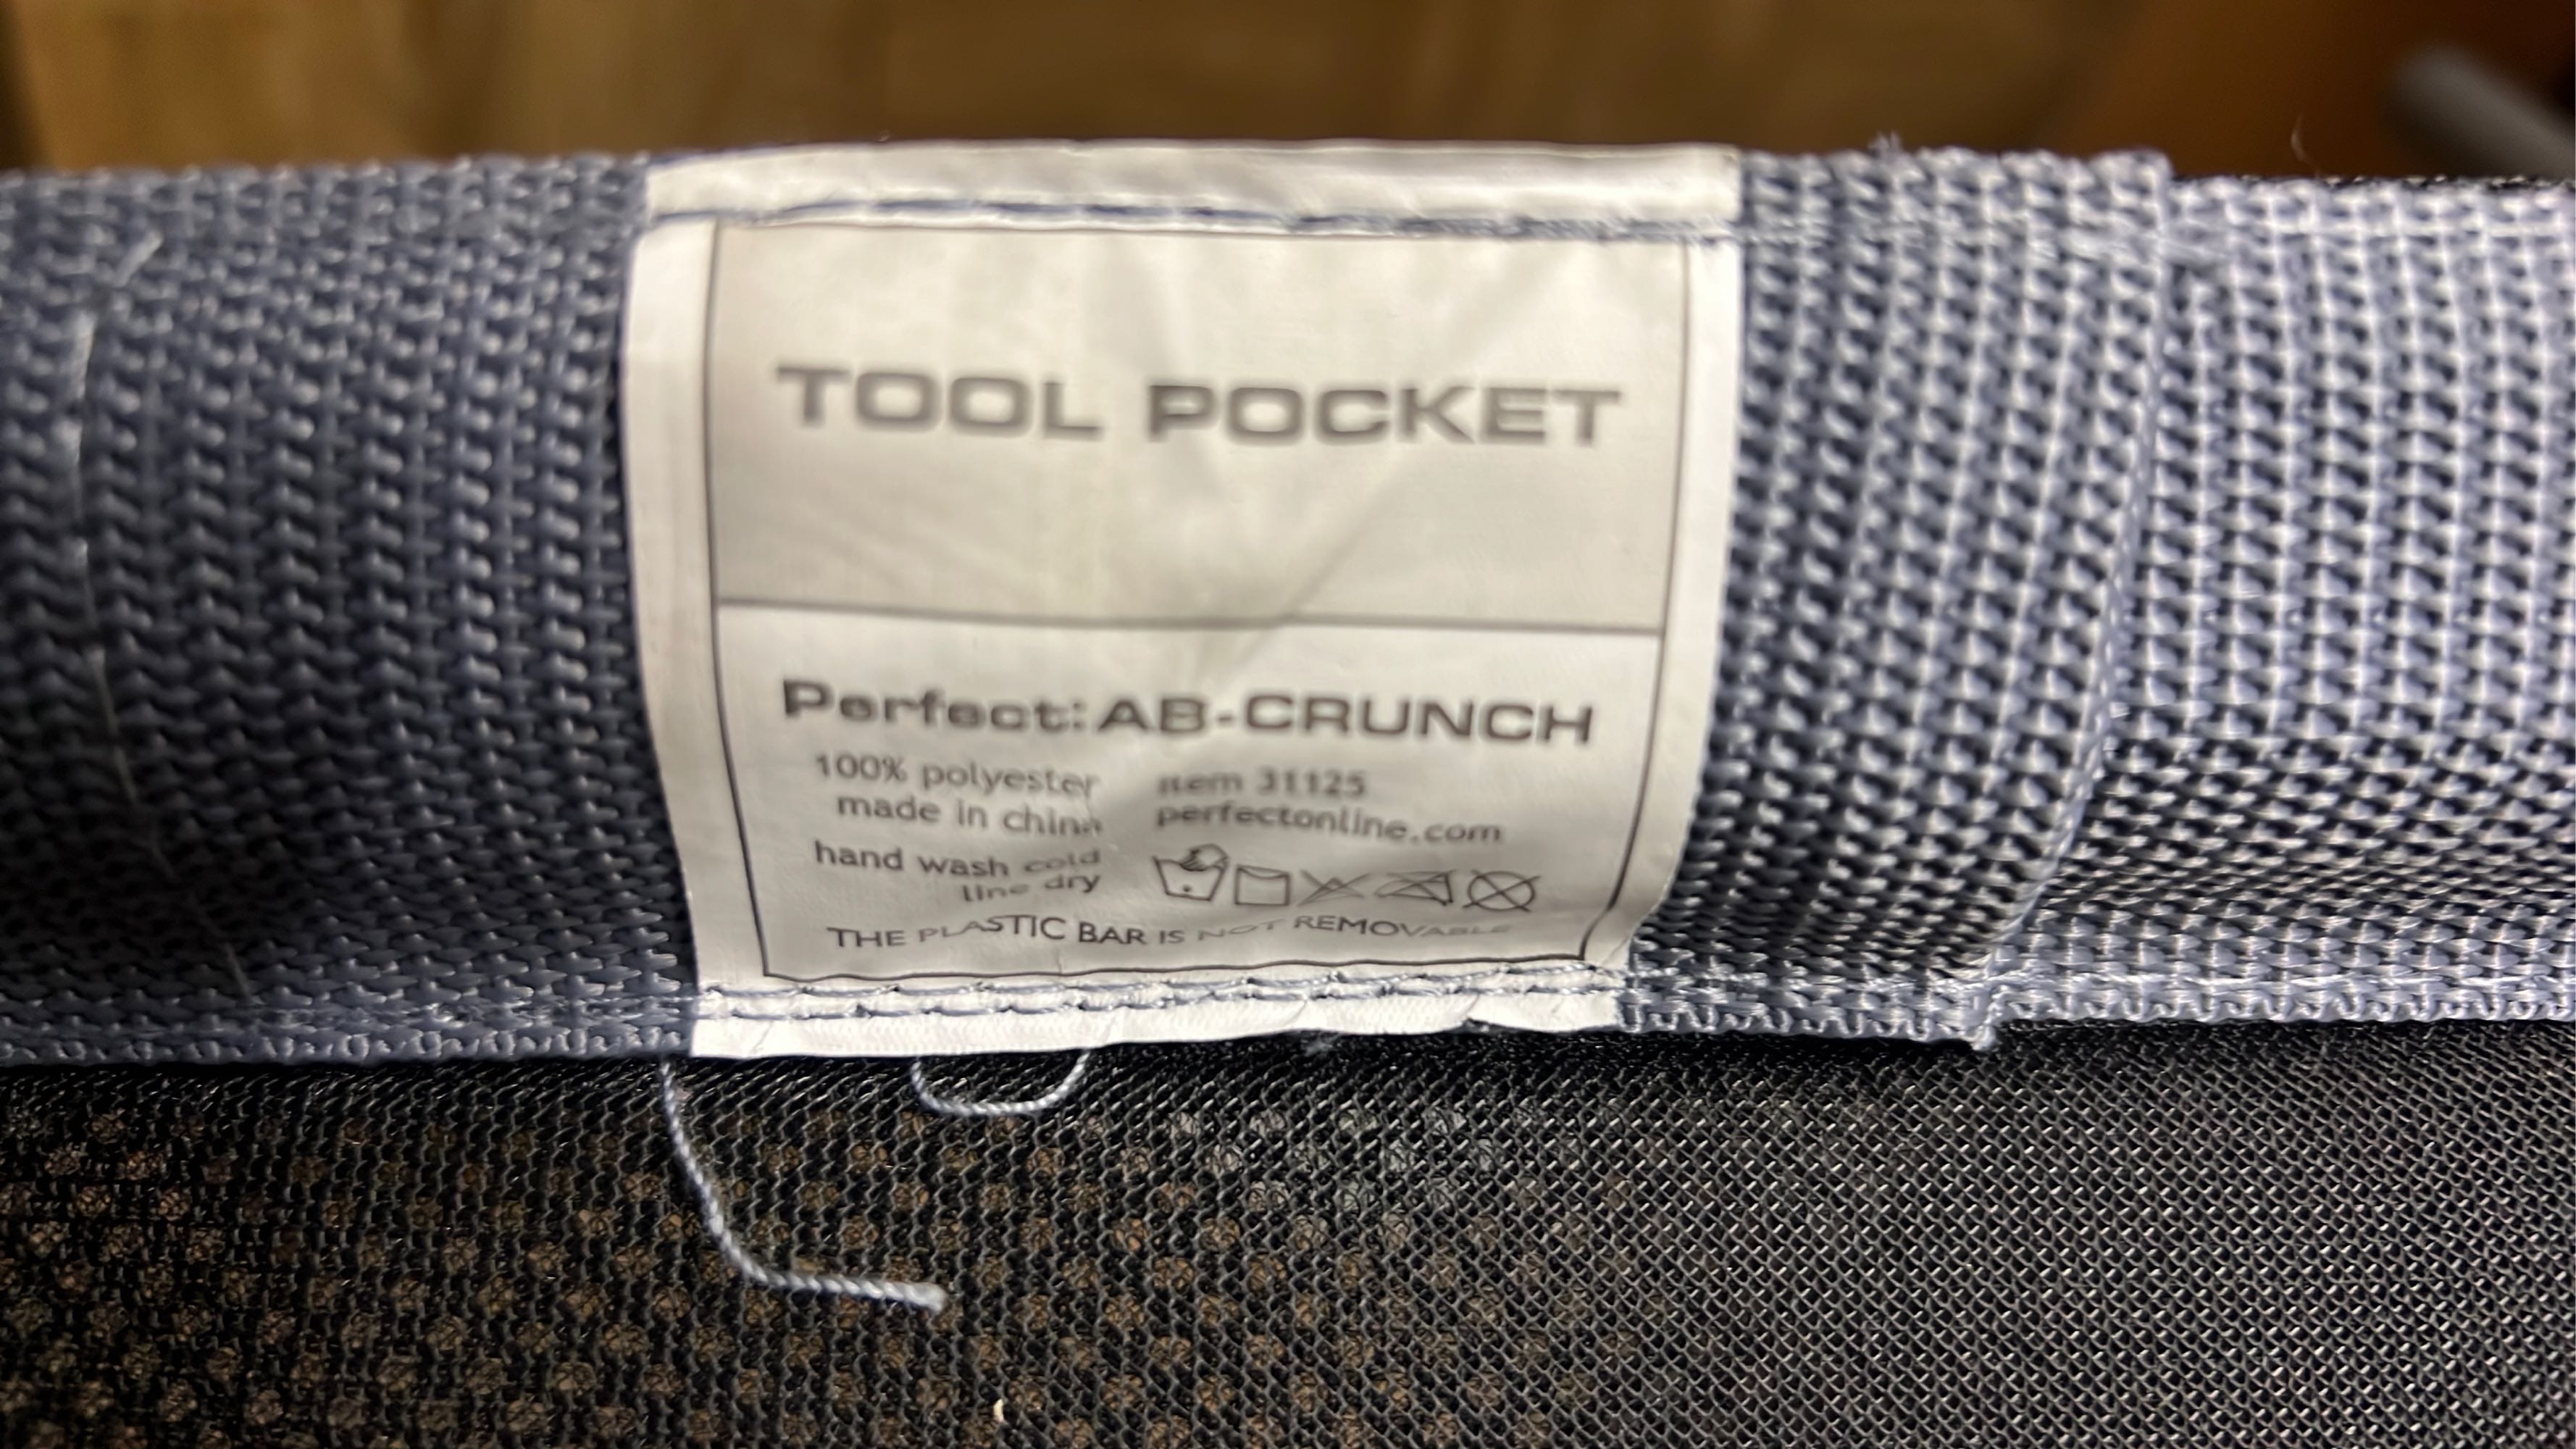 TOOL POCKET
Perfect: AB-CRUNCH
100% polyester
made in china
item 31125
perfectonline.com
hand wash cold
line dry
THE PLASTIC BAR IS NOT REMOVABLE